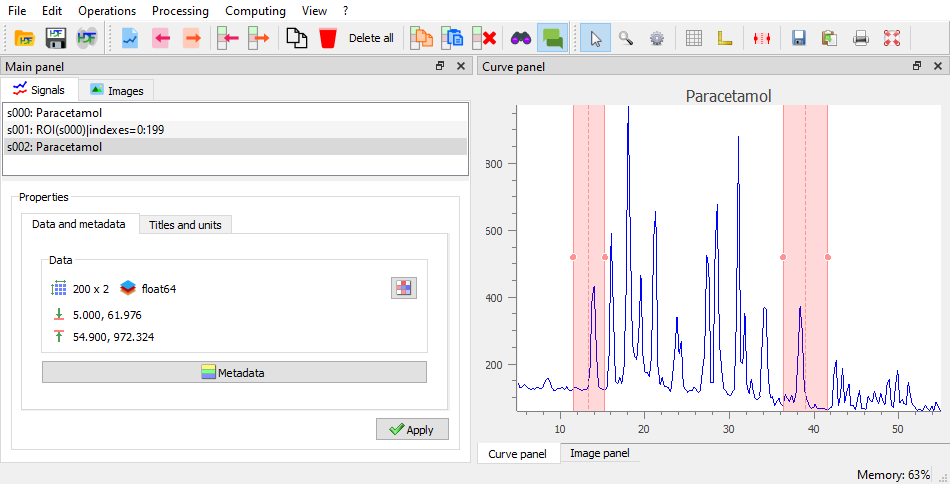 File Edit Operations Processing Computing View ?
Delete all
Main panel
Signals Images
s000: Paracetamol
s001: ROI(s000)|indexes=0:199
s002: Paracetamol
Properties
Data and metadata Titles and units
Data
200 x 2 float64
5.000, 61.976
54.900, 972.324
Metadata
Apply
Curve panel
Paracetamol
800
600
400
200
10 20 30 40 50
Curve panel Image panel
Memory: 63%